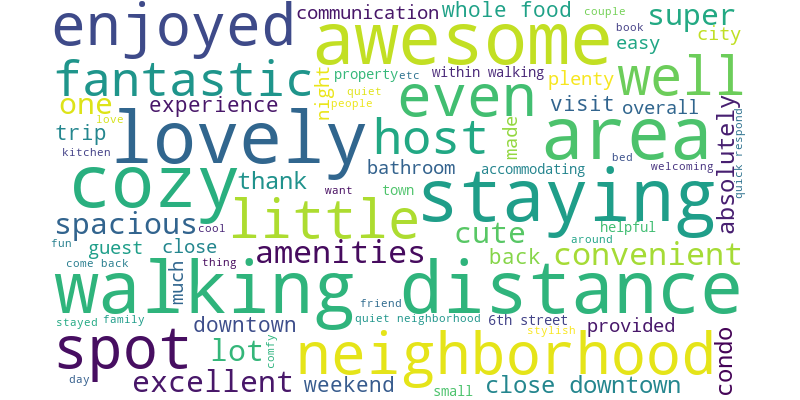 enjoyed
communication
whole food
couple
super
awesome
book
city
easy
fantastic
night
property
etc
within walking
plenty
well
one
experience
quiet
people
even
visit
overall
love
trip
lovely
host
made
area
absolutely
quick respond
kitchen
cozy
thank
bathroom
accommodating
bed
welcoming
want
town
staying
spacious
cool
little
cute
helpful
fun
guest
close
amenities
back
around
convenient
come back
much
thing
walking distance
friend
stayed
family
downtown
quiet neighborhood
6th street
stylish
provided
condo
spot
lot
comfy
neighborhood
day
excellent
weekend
small
close downtown